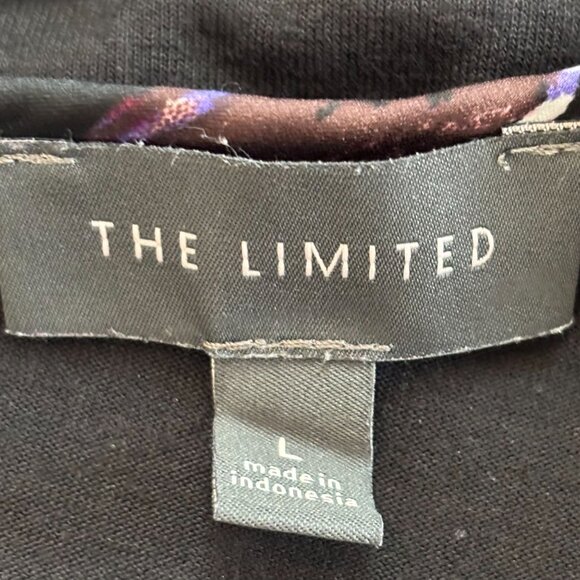 THE LIMITED
L
made in
indonesia